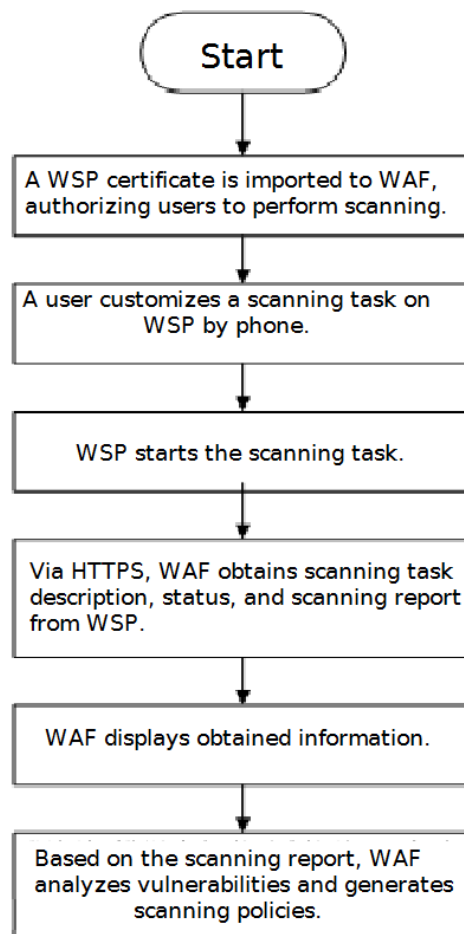 Start
A WSP certificate is imported to WAF,
authorizing users to perform scanning.
A user customizes a scanning task on
WSP by phone.
WSP starts the scanning task.
Via HTTPS, WAF obtains scanning task
description, status, and scanning report
from WSP.
WAF displays obtained information.
Based on the scanning report, WAF
analyzes vulnerabilities and generates
scanning policies.